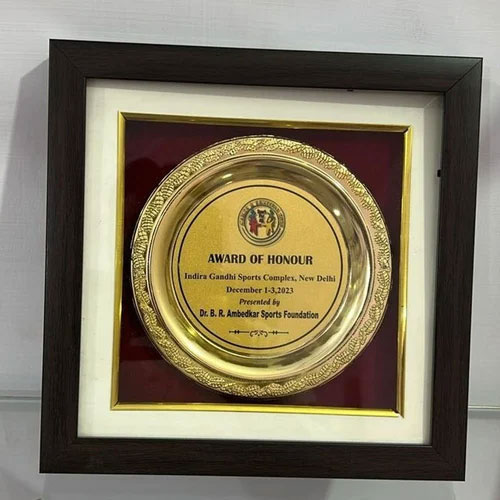 AWARD OF HONOUR
Indira Gandhi Sports Complex, New Delhi
December 1-3,2023
Presented by
Dr. B. R. Ambedkar Sports Foundation